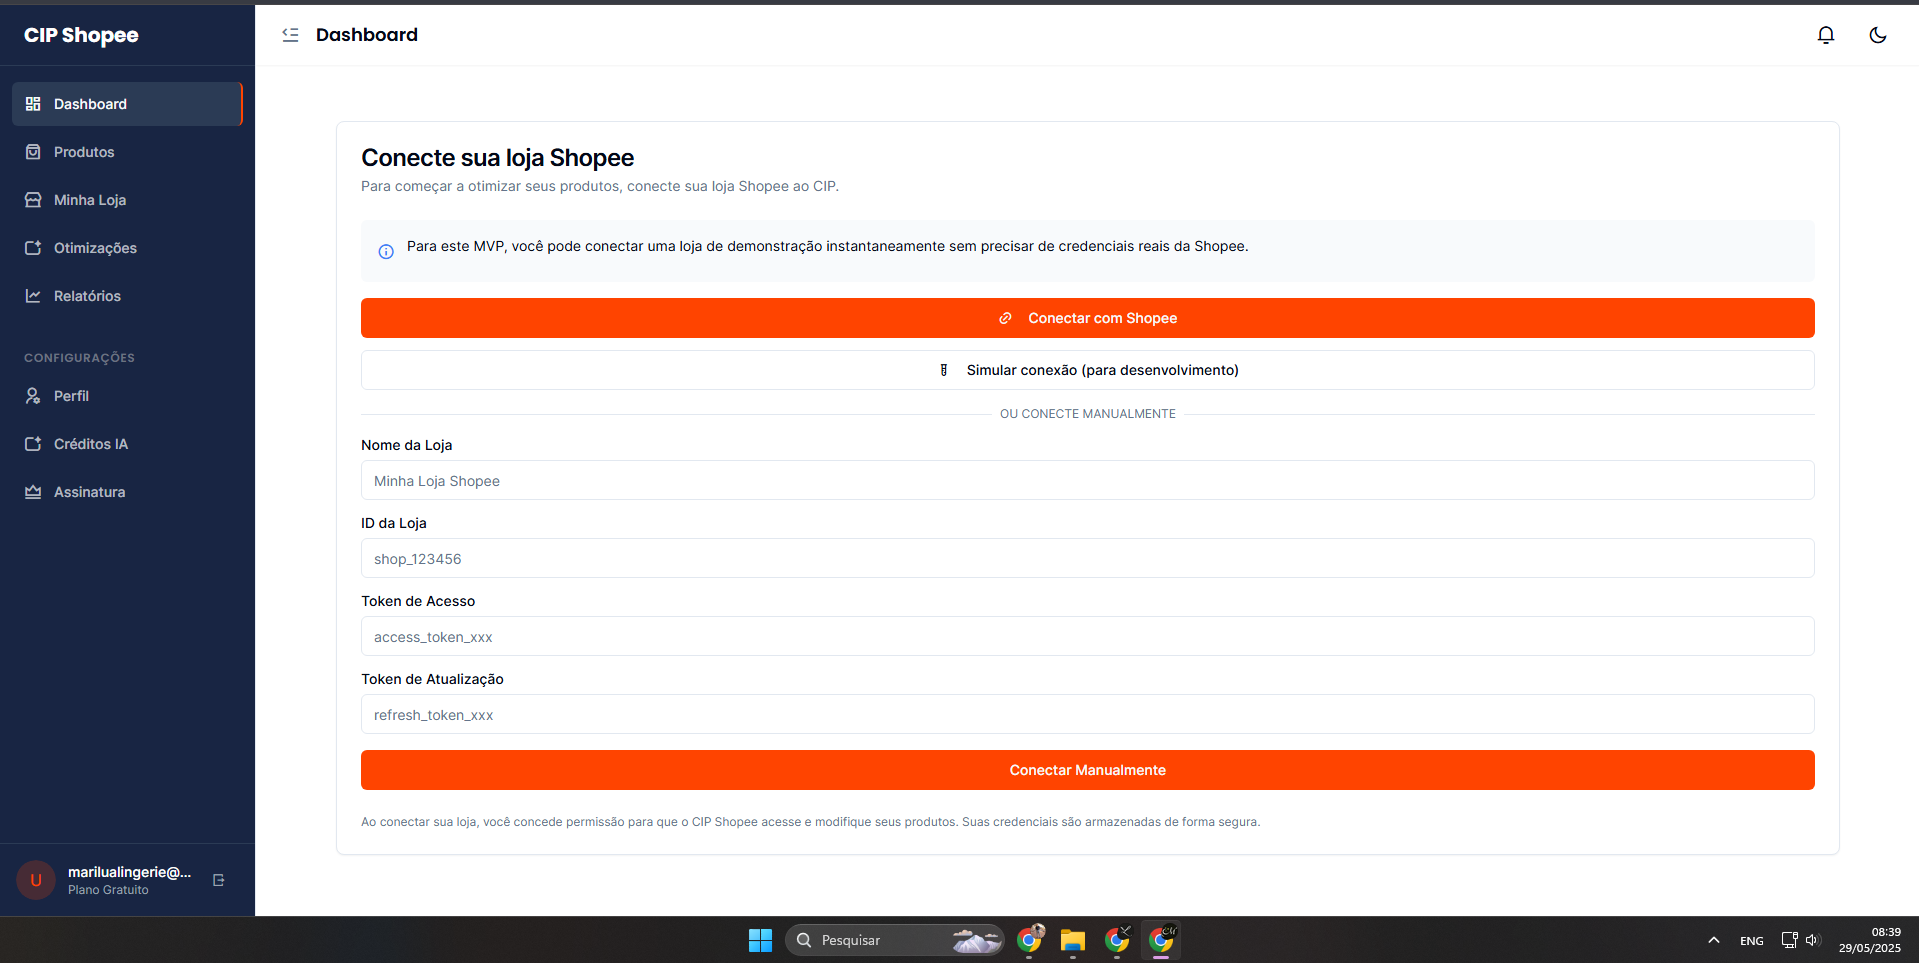 CIP Shopee
Dashboard
Dashboard
Produtos
Minha Loja
Otimizações
Relatórios
CONFIGURAÇÕES
Perfil
Créditos IA
Assinatura
marilualingerie@...
Plano Gratuito
U
Conecte sua loja Shopee
Para começar a otimizar seus produtos, conecte sua loja Shopee ao CIP.
Para este MVP, você pode conectar uma loja de demonstração instantaneamente sem precisar de credenciais reais da Shopee.
Conectar com Shopee
Simular conexão (para desenvolvimento)
OU CONECTE MANUALMENTE
Nome da Loja
Minha Loja Shopee
ID da Loja
shop_123456
Token de Acesso
access_token_xxx
Token de Atualização
refresh_token_xxx
Conectar Manualmente
Ao conectar sua loja, você concede permissão para que o CIP Shopee acesse e modifique seus produtos. Suas credenciais são armazenadas de forma segura.
Pesquisar
ENG
08:39
29/05/2025